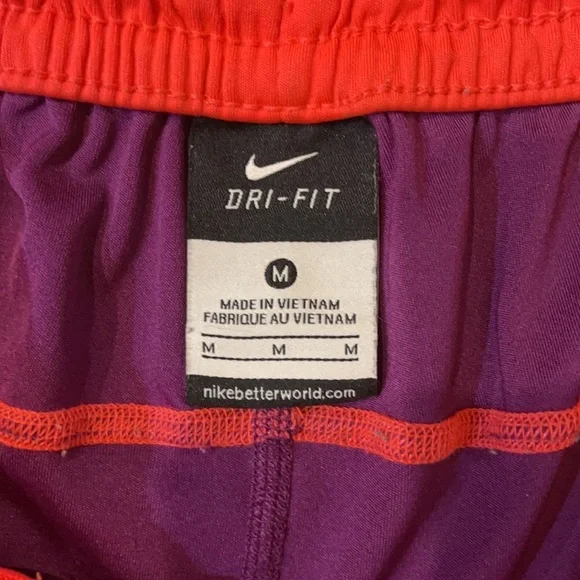 DRI-FIT
M
MADE IN VIETNAM
FABRIQUE AU VIETNAM
M M M
nikebetterworld.com